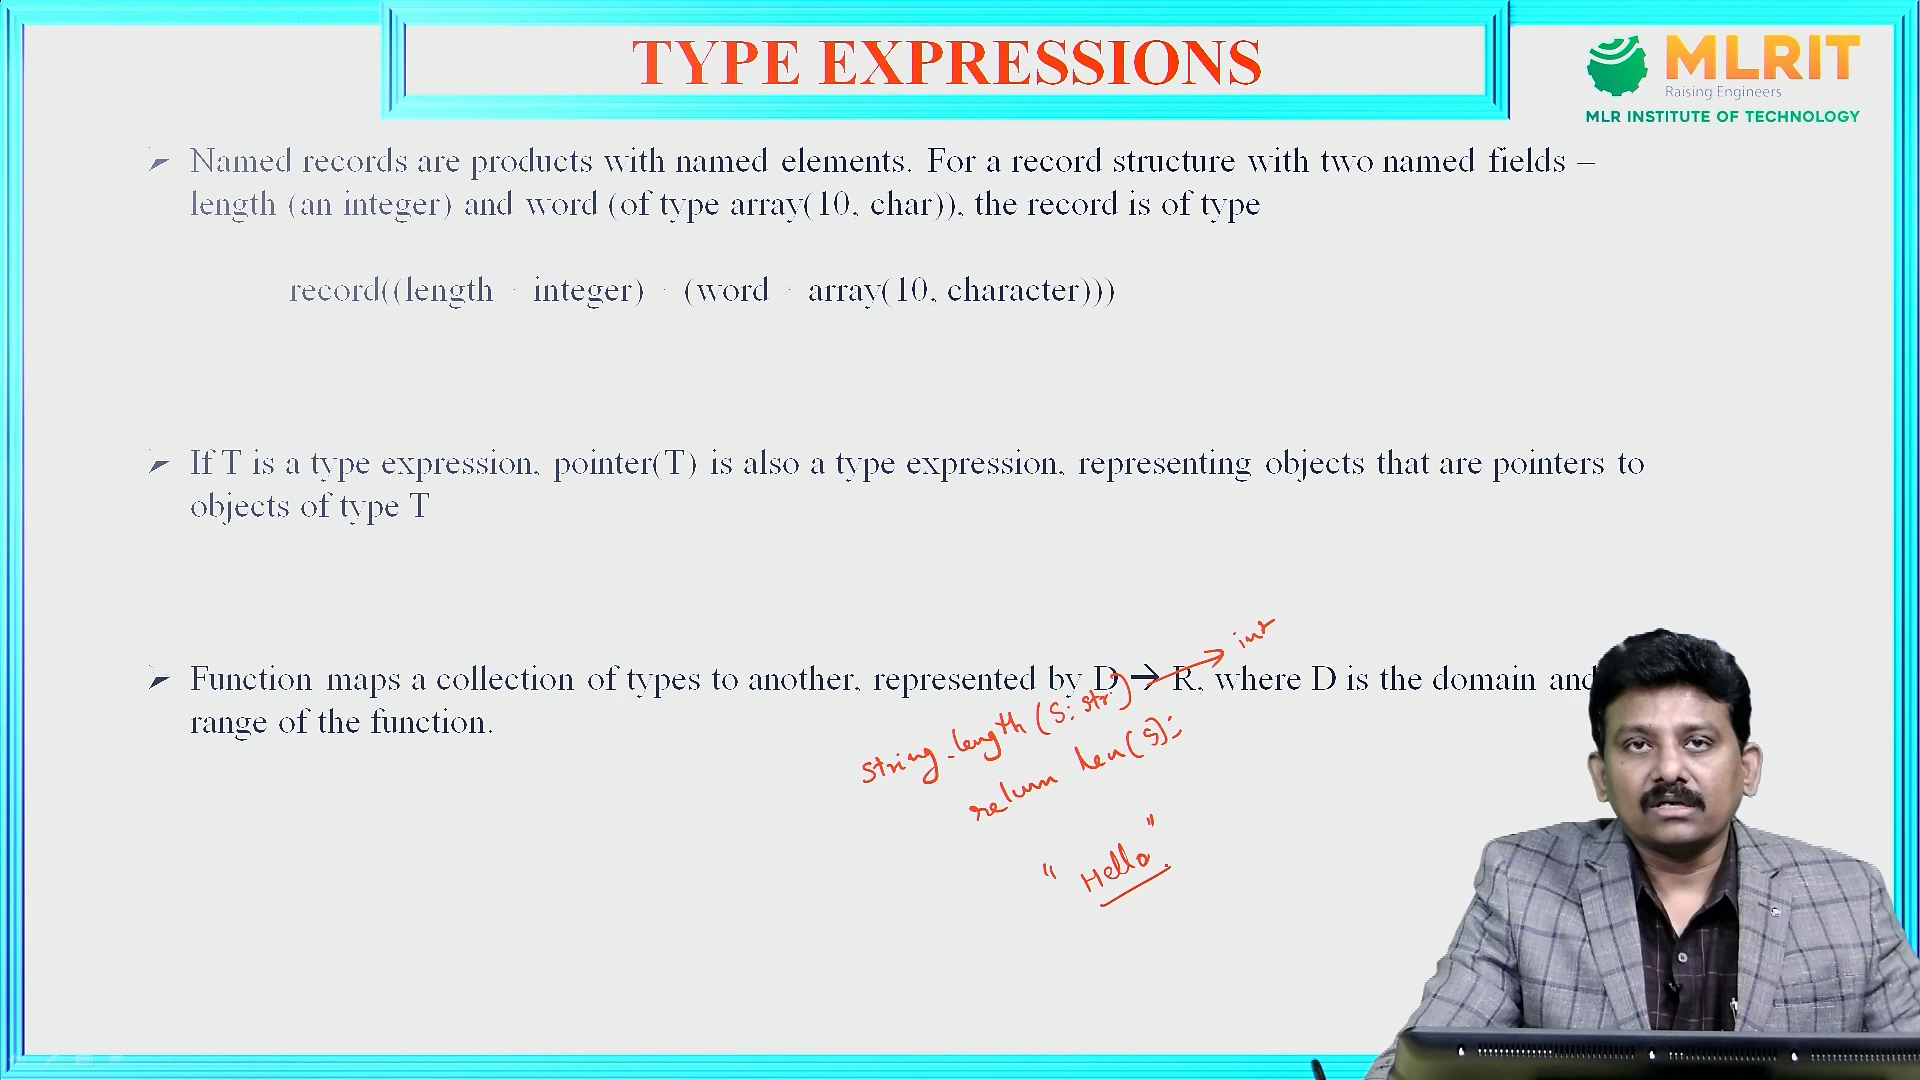 TYPE EXPRESSIONS
MLRIT
Raising Engineers
MLR INSTITUTE OF TECHNOLOGY
➢ Named records are products with named elements. For a record structure with two named fields –
length (an integer) and word (of type array(10, char)), the record is of type
record((length · integer) · (word · array(10, character)))
➢ If T is a type expression, pointer(T) is also a type expression, representing objects that are pointers to
objects of type T
➢ Function maps a collection of types to another, represented by D → R, where D is the domain and
range of the function.
string_length (S: str) → int
return len(S):
" Hello "